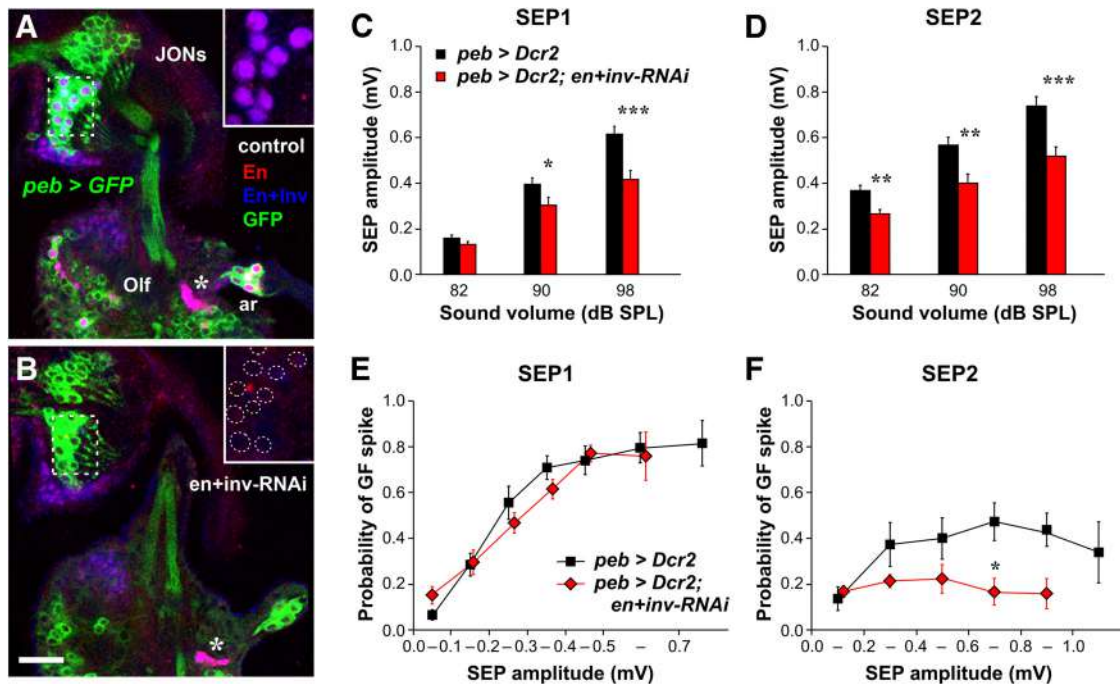 A
JONs
control
En
En+Inv
GFP
peb > GFP
Olf
*
ar
B
en+inv-RNAi
*
C
SEP1
SEP amplitude (mV)
1.0
0.8
0.6
0.4
0.2
0.0
peb > Dcr2
peb > Dcr2; en+inv-RNAi
*
***
82 90 98
Sound volume (dB SPL)
D
SEP2
SEP amplitude (mV)
1.0
0.8
0.6
0.4
0.2
0.0
**
**
***
82 90 98
Sound volume (dB SPL)
E
SEP1
Probability of GF spike
1.0
0.8
0.6
0.4
0.2
0.0
peb > Dcr2
peb > Dcr2;
en+inv-RNAi
0.0 – 0.1 – 0.2 – 0.3 – 0.4 – 0.5 – 0.7
SEP amplitude (mV)
F
SEP2
Probability of GF spike
1.0
0.8
0.6
0.4
0.2
0.0
*
0.0 – 0.2 – 0.4 – 0.6 – 0.8 – 1.0
SEP amplitude (mV)